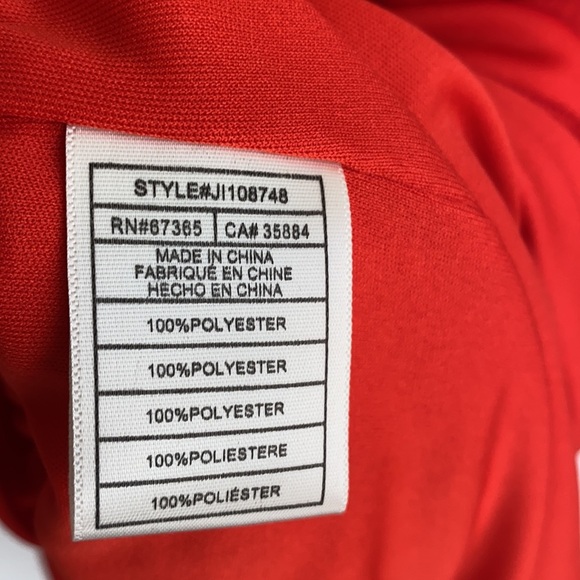 STYLE#JI108748
RN#67365 CA# 35884
MADE IN CHINA
FABRIQUÉ EN CHINE
HECHO EN CHINA
100%POLYESTER
100%POLYESTER
100%POLYESTER
100%POLIESTERE
100%POLIÉSTER